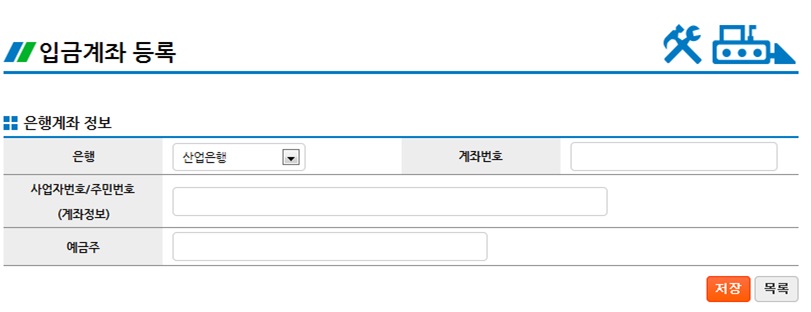 입금계좌 등록
은행계좌 정보
은행 산업은행 계좌번호
사업자번호/주민번호
(계좌정보)
예금주
저장 목록